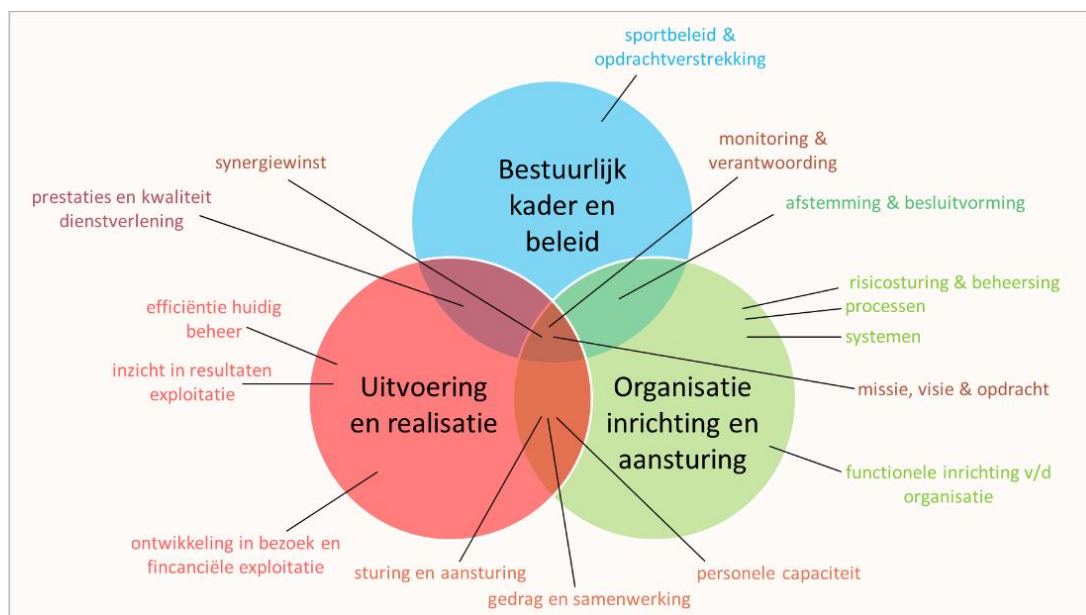 sportbeleid &
opdrachtverstrekking
monitoring &
verantwoording
synergiewinst
Bestuurlijk
kader en
beleid
prestaties en kwaliteit
dienstverlening
afstemming & besluitvorming
risicosturing & beheersing
processen
systemen
efficiëntie huidig
beheer
inzicht in resultaten
exploitatie
Uitvoering
en realisatie
Organisatie
inrichting en
aansturing
missie, visie & opdracht
functionele inrichting v/d
organisatie
ontwikkeling in bezoek en
fincanciële exploitatie
sturing en aansturing
gedrag en samenwerking
personele capaciteit